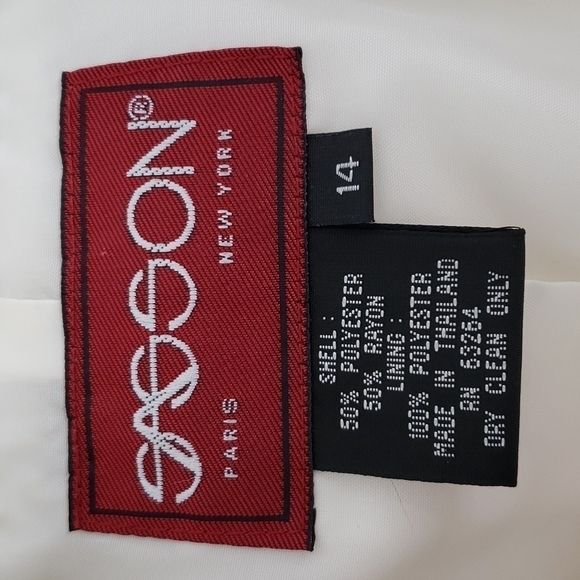 SASSON®
PARIS NEW YORK
14
SHELL :
50% POLYESTER
50% RAYON
LINING :
100% POLYESTER
MADE IN THAILAND
RN 63264
DRY CLEAN ONLY